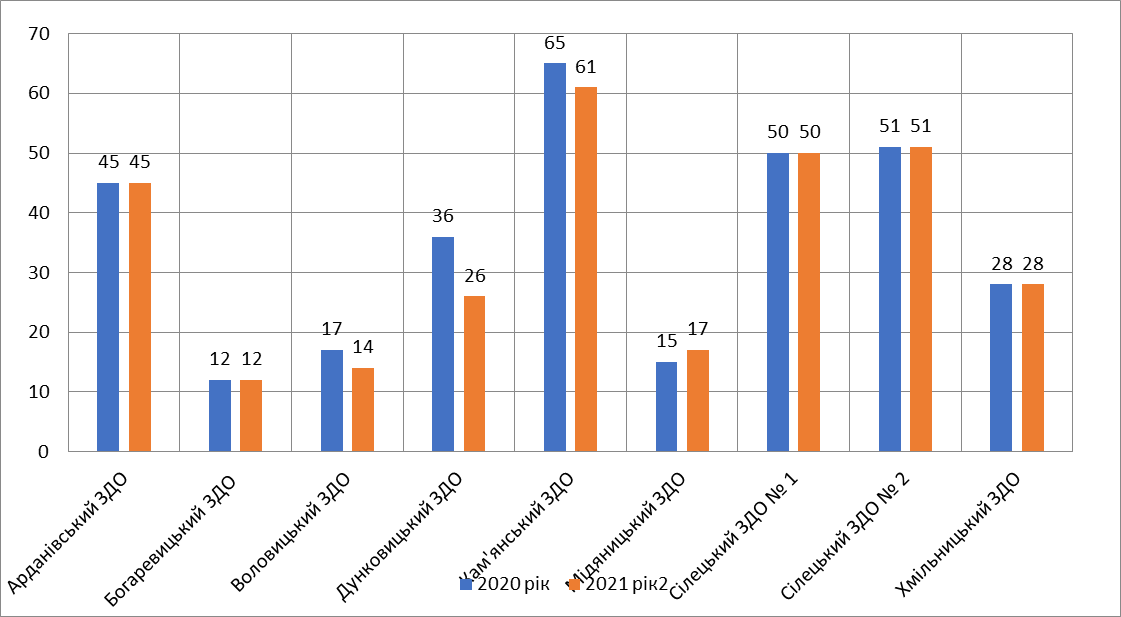 70
60
50
40
30
20
10
0
45 45
12 12
17 14
36 26
65 61
15 17
50 50
51 51
28 28
Арданівський ЗДО
Богаревицький ЗДО
Воловицький ЗДО
Дунковицький ЗДО
Кам'янський ЗДО
Мідяницький ЗДО
Сілецький ЗДО № 1
Сілецький ЗДО № 2
Хмільницький ЗДО
2020 рік 2021 рік2